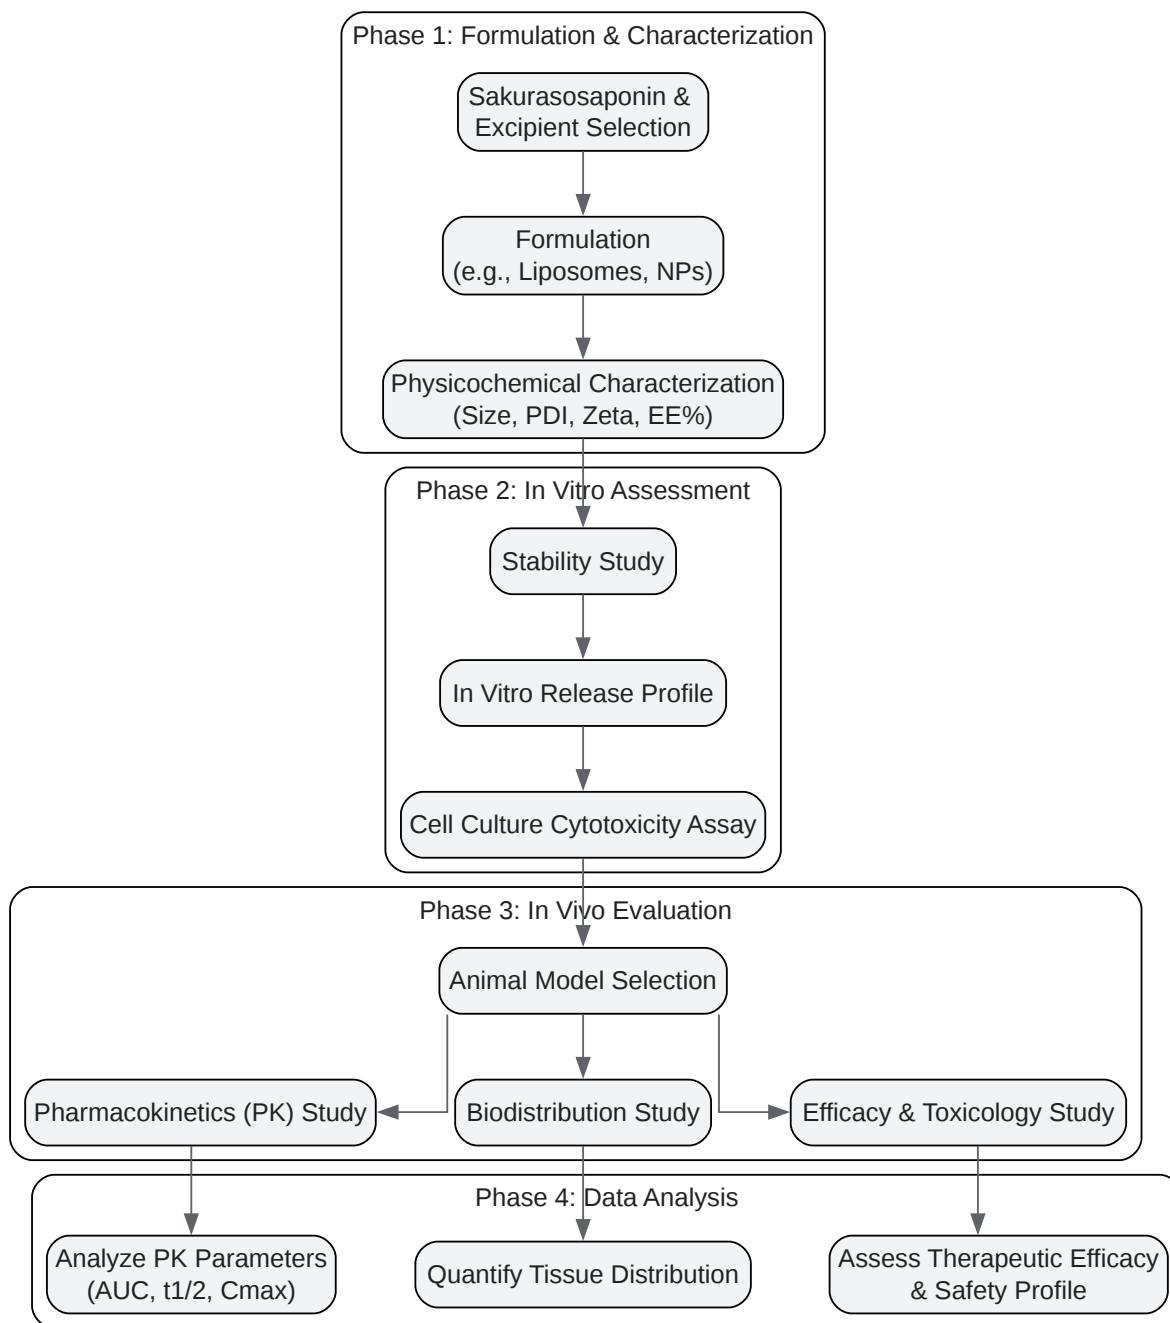 Phase 1: Formulation & Characterization
Sakurasosaponin &
Excipient Selection
Formulation
(e.g., Liposomes, NPs)
Physicochemical Characterization
(Size, PDI, Zeta, EE%)
Phase 2: In Vitro Assessment
Stability Study
In Vitro Release Profile
Cell Culture Cytotoxicity Assay
Phase 3: In Vivo Evaluation
Animal Model Selection
Pharmacokinetics (PK) Study
Biodistribution Study
Efficacy & Toxicology Study
Phase 4: Data Analysis
Analyze PK Parameters
(AUC, t1/2, Cmax)
Quantify Tissue Distribution
Assess Therapeutic Efficacy
& Safety Profile